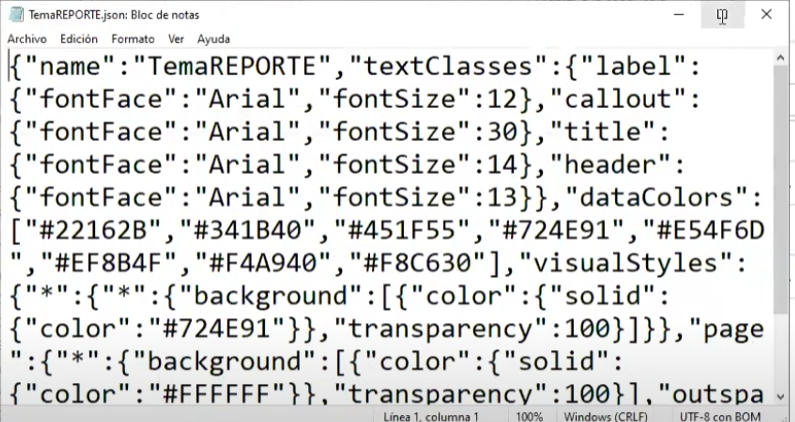 TemaREPORTE.json: Bloc de notas
Archivo Edición Formato Ver Ayuda
{"name":"TemaREPORTE","textClasses":{"label":
{"fontFace":"Arial","fontSize":12},"callout":
{"fontFace":"Arial","fontSize":30},"title":
{"fontFace":"Arial","fontSize":14},"header":
{"fontFace":"Arial","fontSize":13}},"dataColors":
["#22162B","#341B40","#451F55","#724E91","#E54F6D
","#EF8B4F","#F4A940","#F8C630"],"visualStyles":
{"*":{"*":{"background":[{"color":{"solid":
{"color":"#724E91"}},"transparency":100}]}},"page
":{"*":{"background":[{"color":{"solid":
{"color":"#FFFFFF"}},"transparency":100}],"outspa
Línea 1, columna 1 100% Windows (CRLF) UTF-8 con BOM